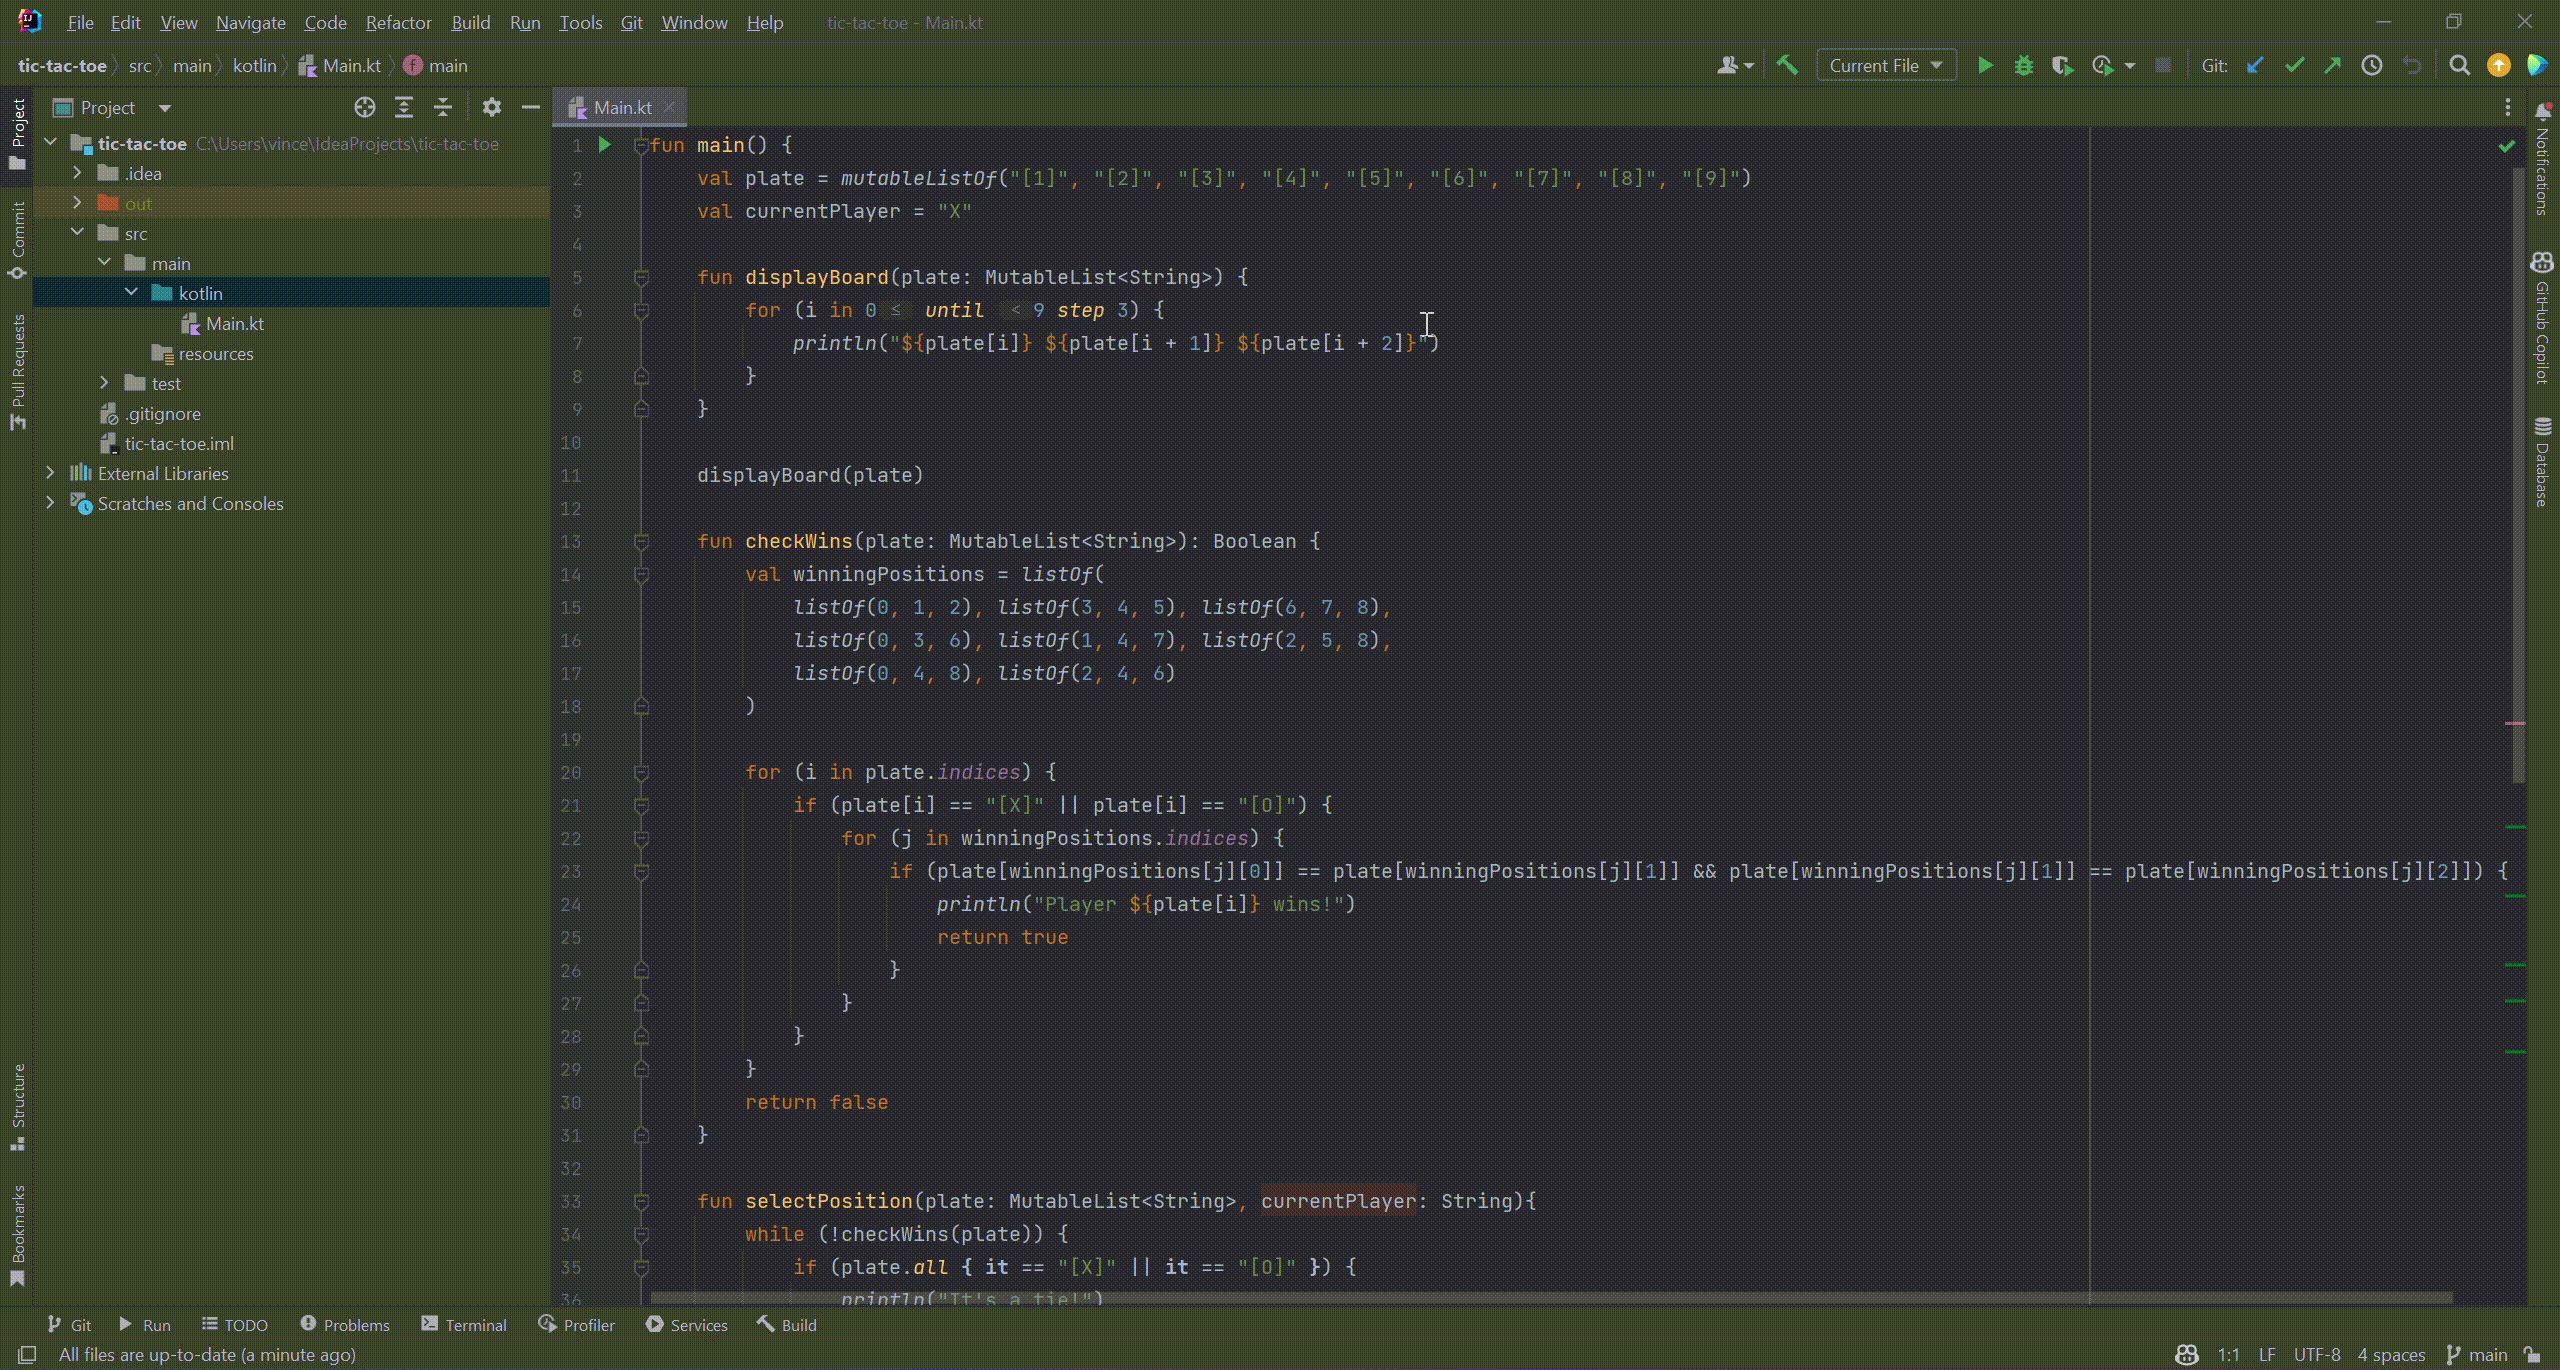 File Edit View Navigate Code Refactor Build Run Tools Git Window Help tic-tac-toe - Main.kt
tic-tac-toe src main kotlin Main.kt main
Current File Git:
Project
Main.kt
tic-tac-toe C:\Users\vince\IdeaProjects\tic-tac-toe
.idea
out
src
main
kotlin
Main.kt
resources
test
.gitignore
tic-tac-toe.iml
External Libraries
Scratches and Consoles
Project
Commit
Pull Requests
Structure
Bookmarks
1 fun main() {
2 val plate = mutableListOf("[1]", "[2]", "[3]", "[4]", "[5]", "[6]", "[7]", "[8]", "[9]")
3 val currentPlayer = "X"
4
5 fun displayBoard(plate: MutableList<String>) {
6 for (i in 0 ≤ until < 9 step 3) {
7 println("${plate[i]} ${plate[i + 1]} ${plate[i + 2]}")
8 }
9 }
10
11 displayBoard(plate)
12
13 fun checkWins(plate: MutableList<String>): Boolean {
14 val winningPositions = listOf(
15 listOf(0, 1, 2), listOf(3, 4, 5), listOf(6, 7, 8),
16 listOf(0, 3, 6), listOf(1, 4, 7), listOf(2, 5, 8),
17 listOf(0, 4, 8), listOf(2, 4, 6)
18 )
19
20 for (i in plate.indices) {
21 if (plate[i] == "[X]" || plate[i] == "[O]") {
22 for (j in winningPositions.indices) {
23 if (plate[winningPositions[j][0]] == plate[winningPositions[j][1]] && plate[winningPositions[j][1]] == plate[winningPositions[j][2]]) {
24 println("Player ${plate[i]} wins!")
25 return true
26 }
27 }
28 }
29 }
30 return false
31 }
32
33 fun selectPosition(plate: MutableList<String>, currentPlayer: String){
34 while (!checkWins(plate)) {
35 if (plate.all { it == "[X]" || it == "[O]" }) {
36 println("It's a tie!")
Notifications
GitHub Copilot
Database
Git Run TODO Problems Terminal Profiler Services Build
All files are up-to-date (a minute ago)
1:1 LF UTF-8 4 spaces main